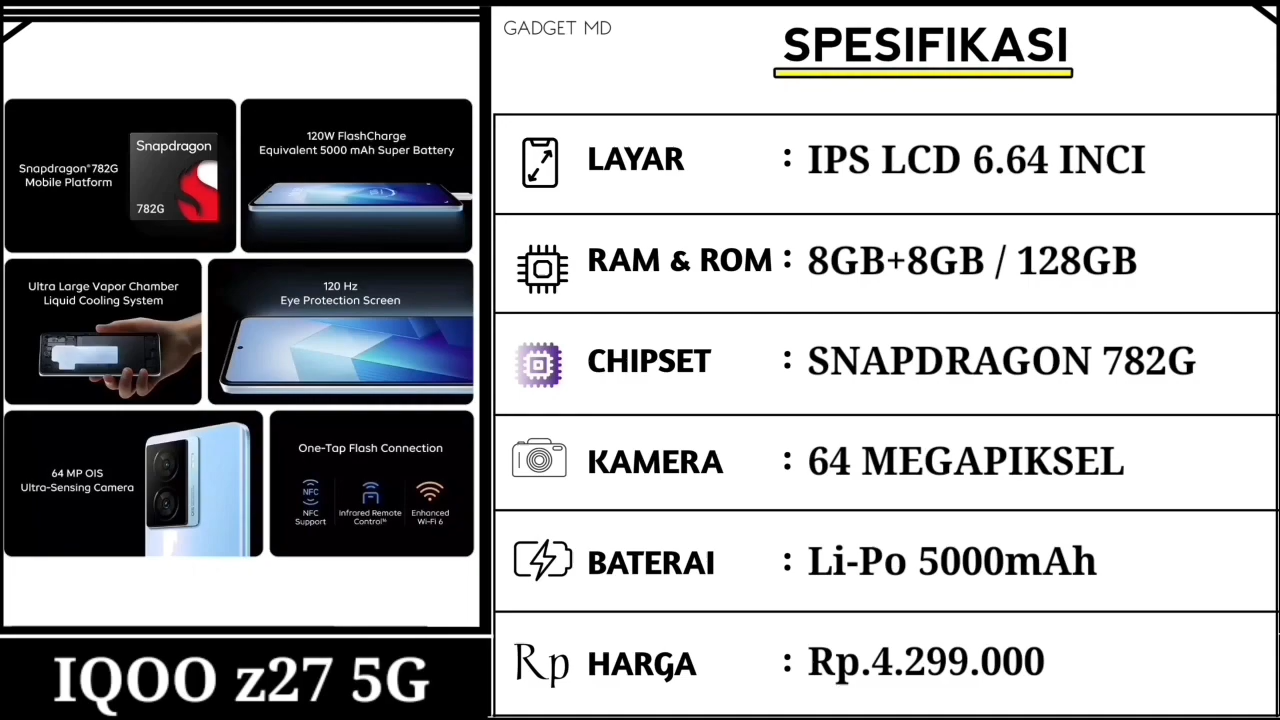 GADGET MD
SPESIFIKASI
Snapdragon® 782G
Mobile Platform
Snapdragon
782G
120W FlashCharge
Equivalent 5000 mAh Super Battery
Ultra Large Vapor Chamber
Liquid Cooling System
120 Hz
Eye Protection Screen
64 MP OIS
Ultra-Sensing Camera
One-Tap Flash Connection
NFC
NFC
Support
Infrared Remote
Control™
Enhanced
Wi-Fi 6
IQOO z27 5G
LAYAR : IPS LCD 6.64 INCI
RAM & ROM : 8GB+8GB / 128GB
CHIPSET : SNAPDRAGON 782G
KAMERA : 64 MEGAPIKSEL
BATERAI : Li-Po 5000mAh
Rp HARGA : Rp.4.299.000